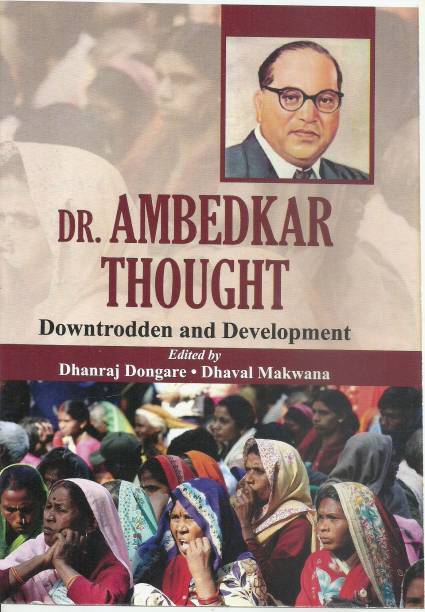 DR. AMBEDKAR
THOUGHT
Downtrodden and Development
Edited by
Dhanraj Dongare • Dhaval Makwana